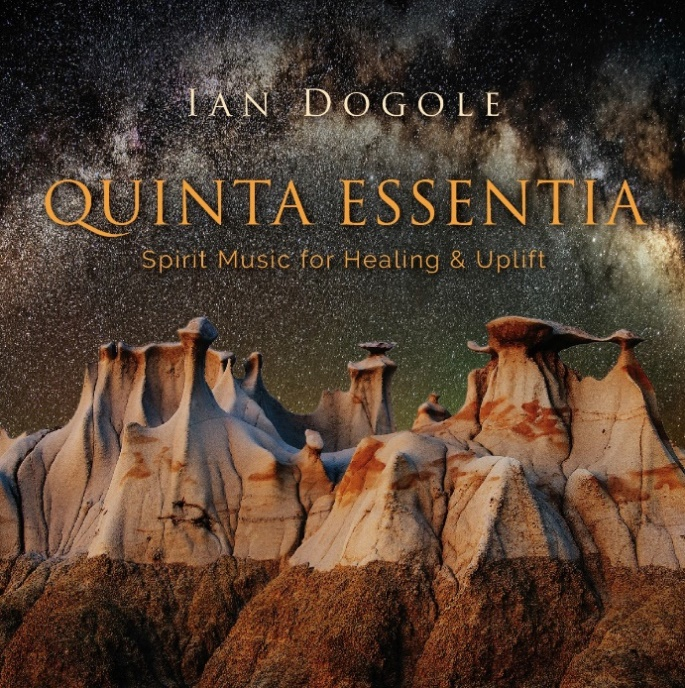 IAN DOGOLE
QUINTA ESSENTIA
Spirit Music for Healing & Uplift